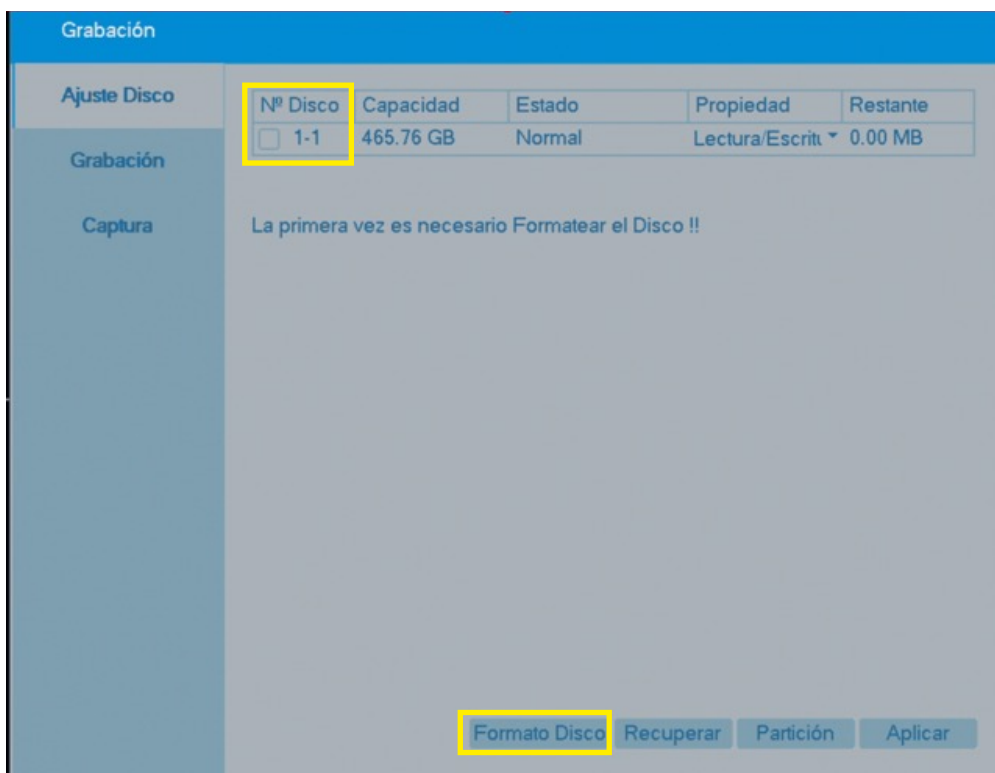 Grabación
Ajuste Disco
Grabación
Captura
Nº Disco Capacidad Estado Propiedad Restante
1-1 465.76 GB Normal Lectura/Escritu 0.00 MB
La primera vez es necesario Formatear el Disco !!
Formato Disco Recuperar Partición Aplicar